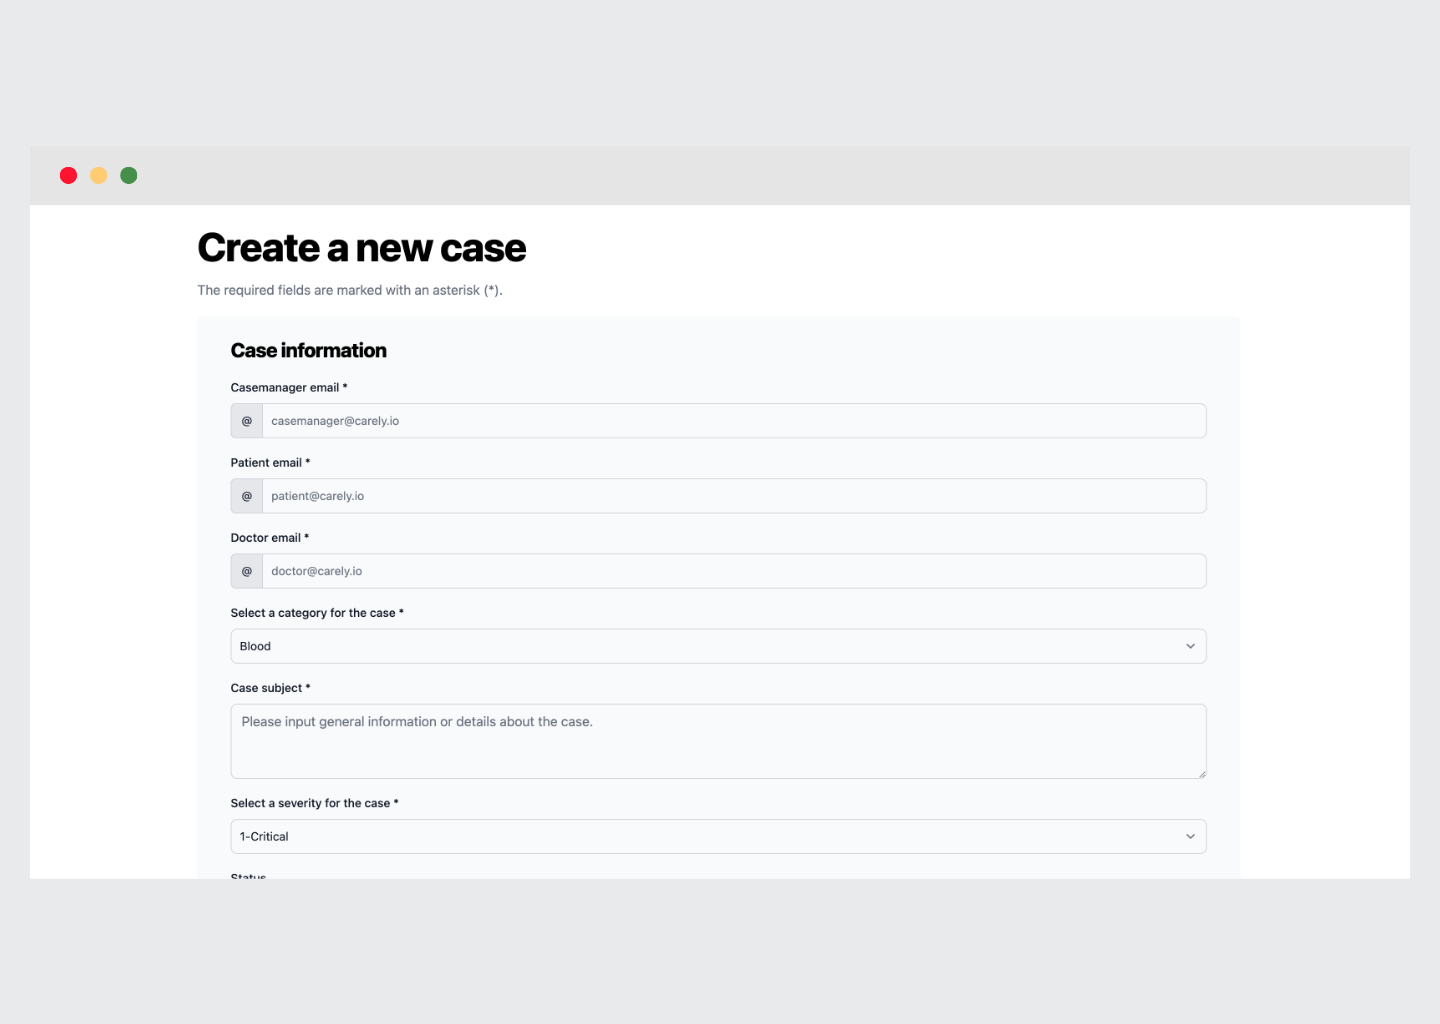 Create a new case
The required fields are marked with an asterisk (*).
Case information
Casemanager email *
@ casemanager@carely.io
Patient email *
@ patient@carely.io
Doctor email *
@ doctor@carely.io
Select a category for the case *
Blood
Case subject *
Please input general information or details about the case.
Select a severity for the case *
1-Critical
Status